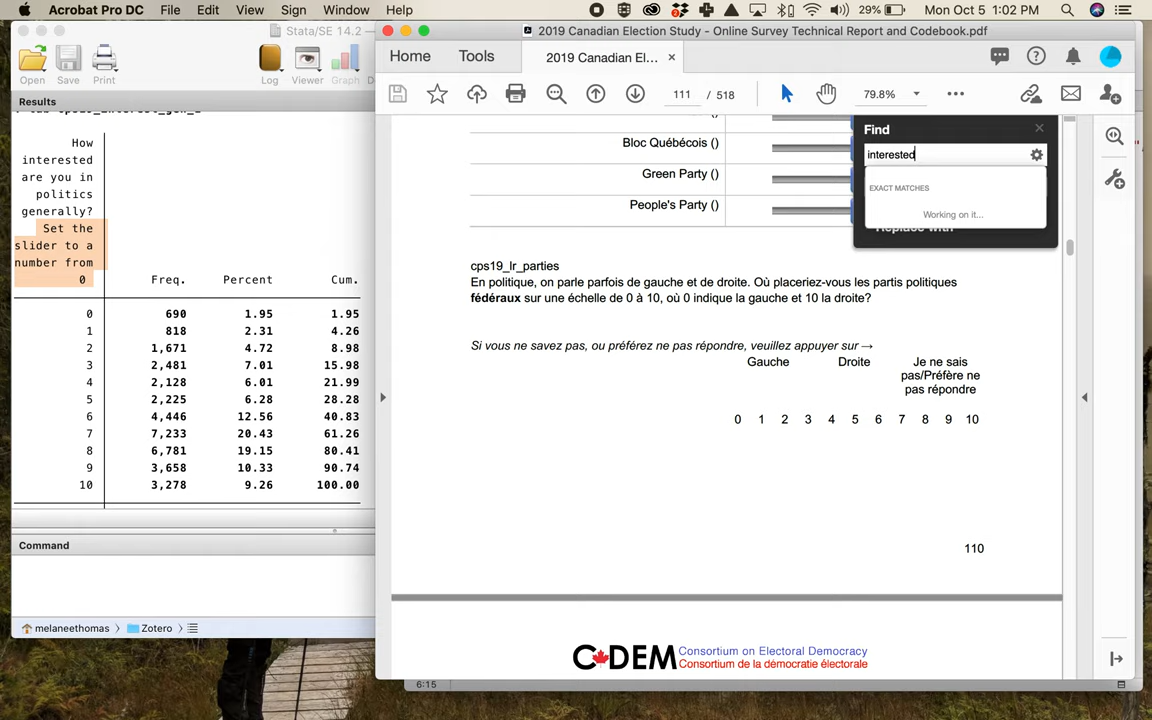 Acrobat Pro DC File Edit View Sign Window Help 29% Mon Oct 5 1:02 PM
Stata/SE 14.2
2019 Canadian Election Study - Online Survey Technical Report and Codebook.pdf
Open Save Print Log Viewer Graph
Home Tools 2019 Canadian El... ×
Results
111 / 518 79.8%
How
interested
are you in
politics
generally?
Set the
slider to a
number from
0 Freq. Percent Cum.
0 690 1.95 1.95
1 818 2.31 4.26
2 1,671 4.72 8.98
3 2,481 7.01 15.98
4 2,128 6.01 21.99
5 2,225 6.28 28.28
6 4,446 12.56 40.83
7 7,233 20.43 61.26
8 6,781 19.15 80.41
9 3,658 10.33 90.74
10 3,278 9.26 100.00
Command
melaneethomas > Zotero >
Bloc Québécois ()
Green Party ()
People's Party ()
Find
interested
EXACT MATCHES
Working on it...
Replace with
cps19_lr_parties
En politique, on parle parfois de gauche et de droite. Où placeriez-vous les partis politiques
fédéraux sur une échelle de 0 à 10, où 0 indique la gauche et 10 la droite?
Si vous ne savez pas, ou préférez ne pas répondre, veuillez appuyer sur →
Gauche Droite Je ne sais
pas/Préfère ne
pas répondre
0 1 2 3 4 5 6 7 8 9 10
110
C-DEM Consortium on Electoral Democracy
Consortium de la démocratie électorale
6:15